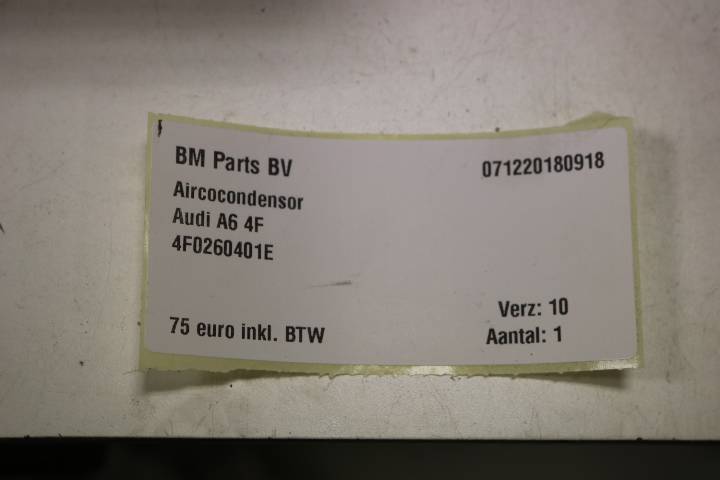 BM Parts BV
071220180918
Aircocondensor
Audi A6 4F
4F0260401E
Verz: 10
75 euro inkl. BTW
Aantal: 1